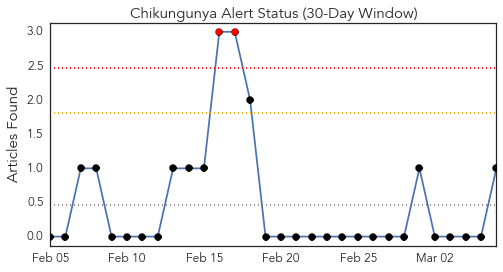 Chikungunya Alert Status (30-Day Window)
Articles Found
3.0
2.5
2.0
1.5
1.0
0.5
0.0
Feb 05 Feb 10 Feb 15 Feb 20 Feb 25 Mar 02